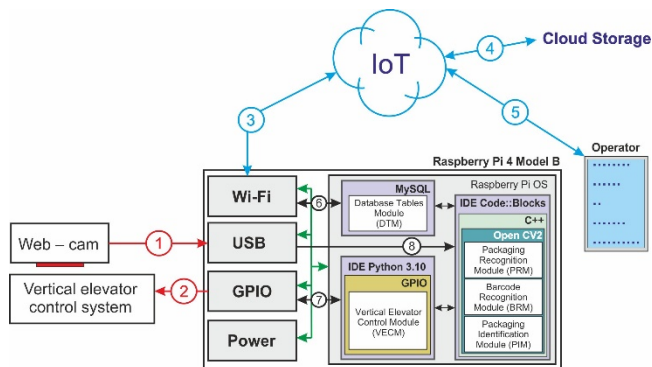 IoT
4
Cloud Storage
3
5
Operator
Raspberry Pi 4 Model B
Wi-Fi
USB
GPIO
Power
Web – cam
1
Vertical elevator
control system
2
6
7
8
Raspberry Pi OS
MySQL
Database Tables
Modulo
(DTM)
IDE Python 3.10
GPIO
Vertical Elevator
Control Module
(VECM)
IDE Code::Blocks
C++
Open CV2
Packaging
Recognition
Module (PRM)
Barcode
Recognition
Module (BRM)
Packaging
Identification
Module (PIM)